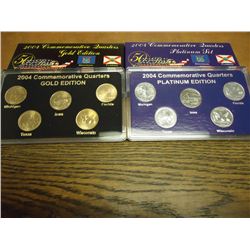 2004 Commemorative Quarters
Gold Edition
2004 Commemorative Quarters
Platinum Set
2004 Commemorative Quarters
GOLD EDITION
Michigan
Iowa
Florida
Texas
Wisconsin
2004 Commemorative Quarters
PLATINUM EDITION
Michigan
Iowa
Florida
Texas
Wisconsin